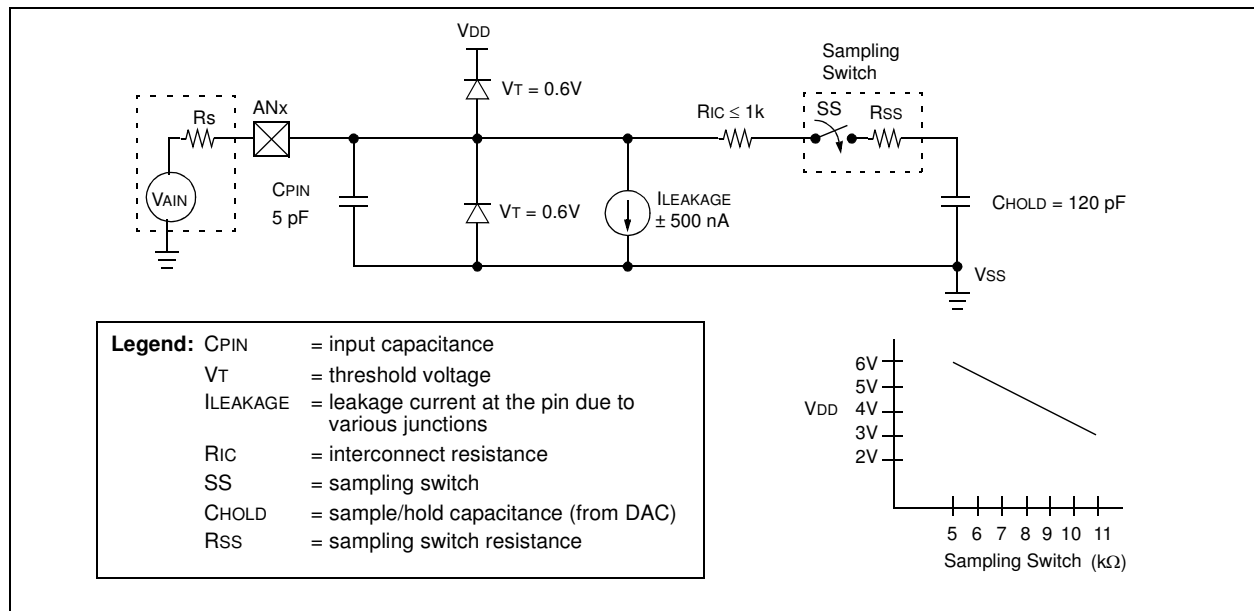 VDD
Sampling
Switch
VT = 0.6V
Rs
ANx
RIC ≤ 1k
SS
RSS
VAIN
CPIN
5 pF
VT = 0.6V
ILEAKAGE
± 500 nA
CHOLD = 120 pF
VSS
Legend: CPIN = input capacitance
VT = threshold voltage
ILEAKAGE = leakage current at the pin due to
various junctions
RIC = interconnect resistance
SS = sampling switch
CHOLD = sample/hold capacitance (from DAC)
RSS = sampling switch resistance
VDD
6V
5V
4V
3V
2V
5 6 7 8 9 10 11
Sampling Switch (kΩ)